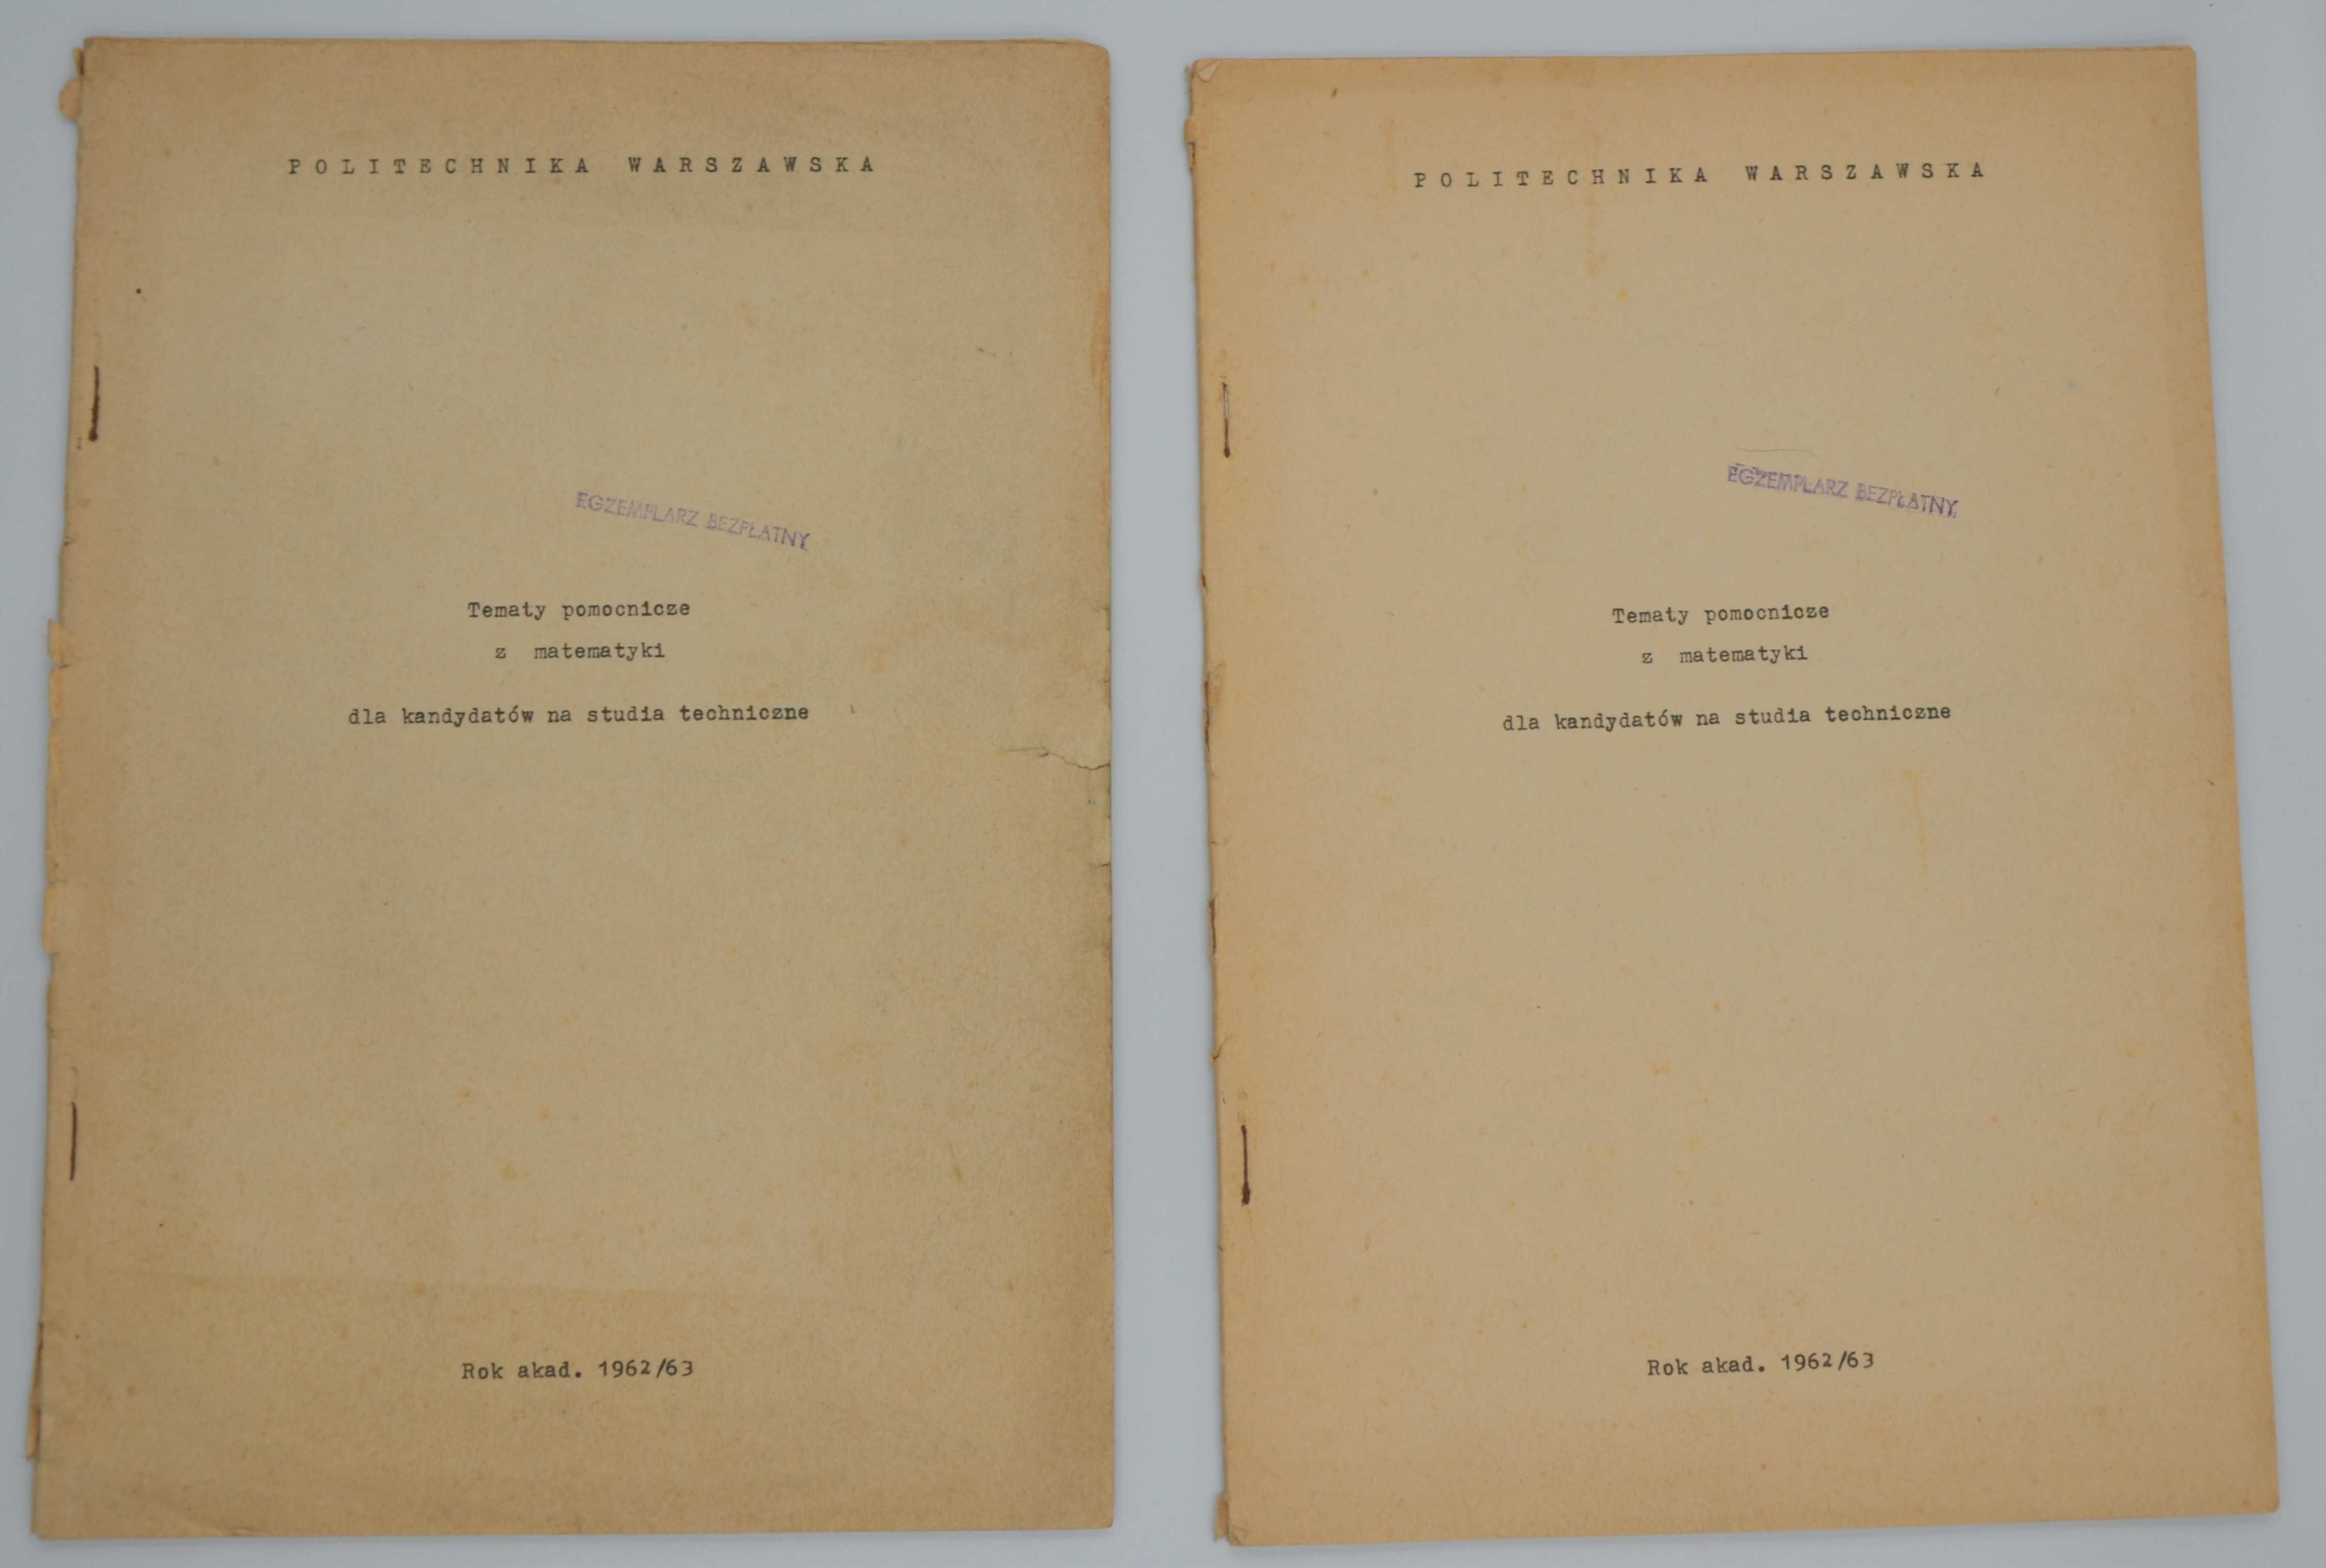 POLITECHNIKA WARSZAWSKA
EGZEMPLARZ BEZPŁATNY
Tematy pomocnicze
z matematyki
dla kandydatów na studia techniczne
Rok akad. 1962/63
POLITECHNIKA WARSZAWSKA
EGZEMPLARZ BEZPŁATNY
Tematy pomocnicze
z matematyki
dla kandydatów na studia techniczne
Rok akad. 1962/63